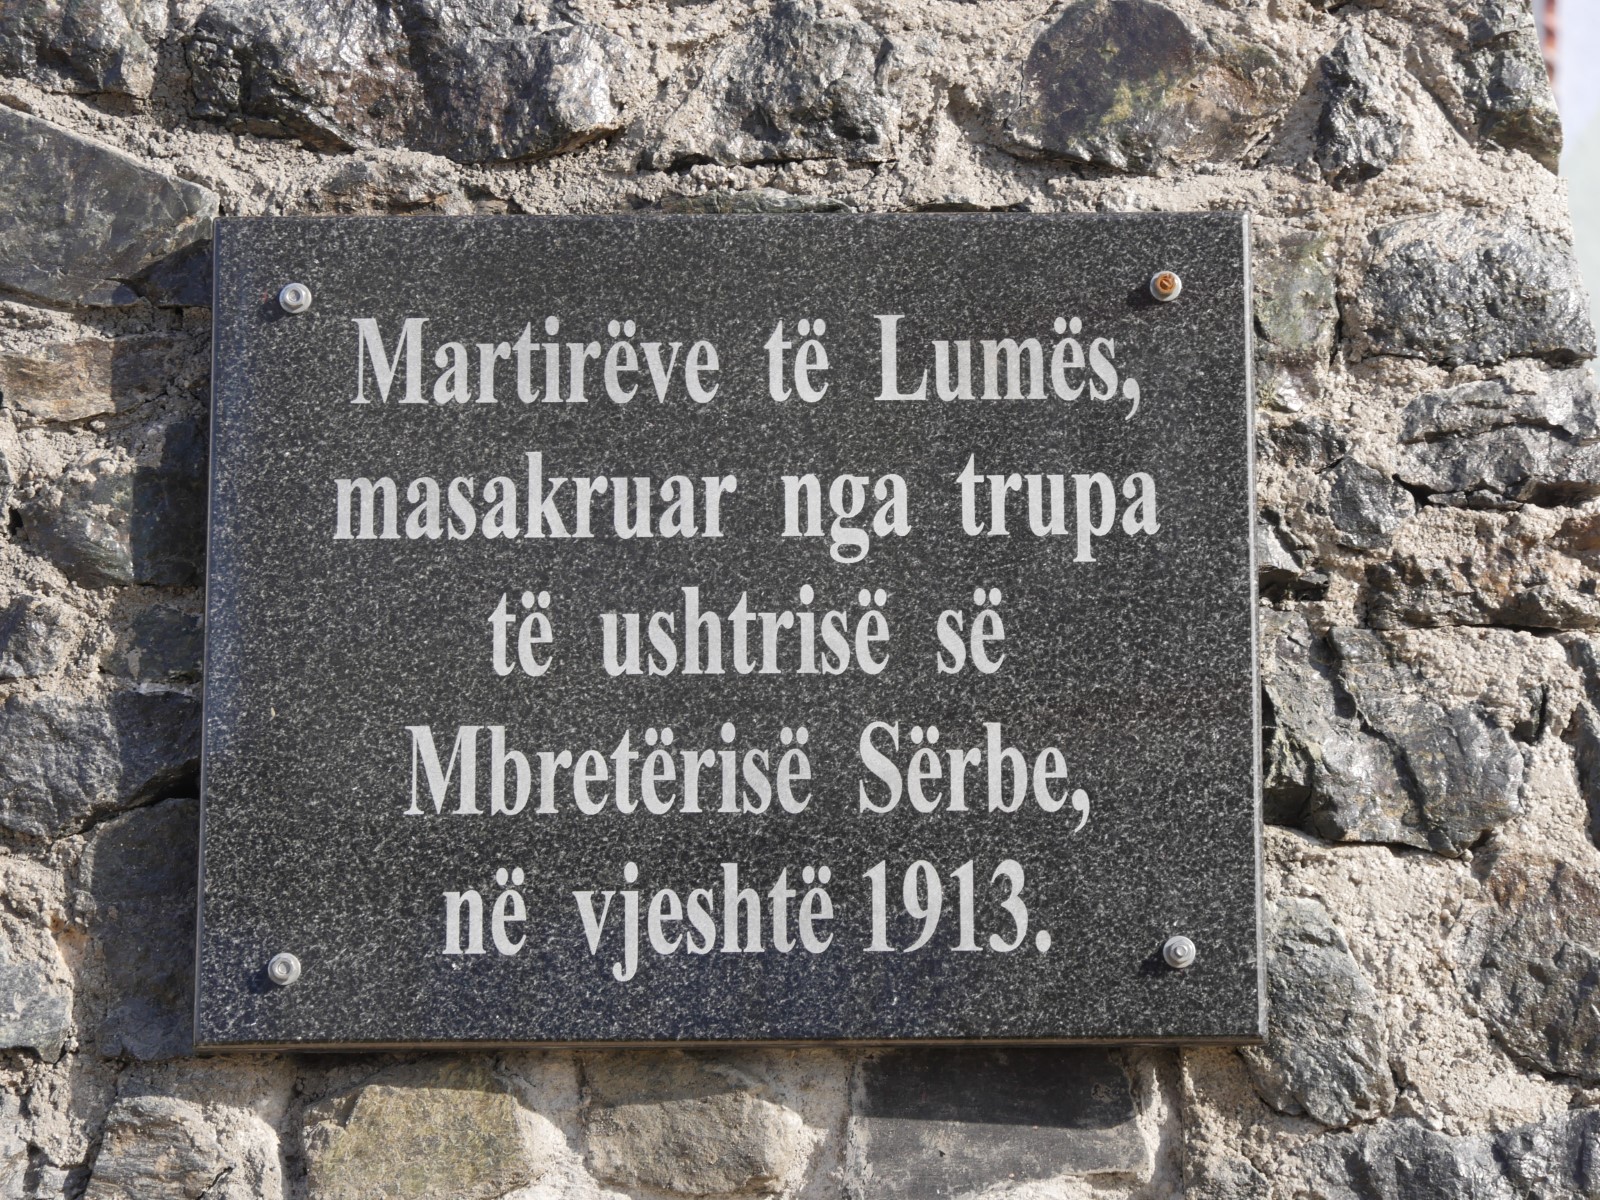 Martirëve të Lumës,
masakruar nga trupa
të ushtrisë së
Mbretërisë Sërbe,
në vjeshtë 1913.